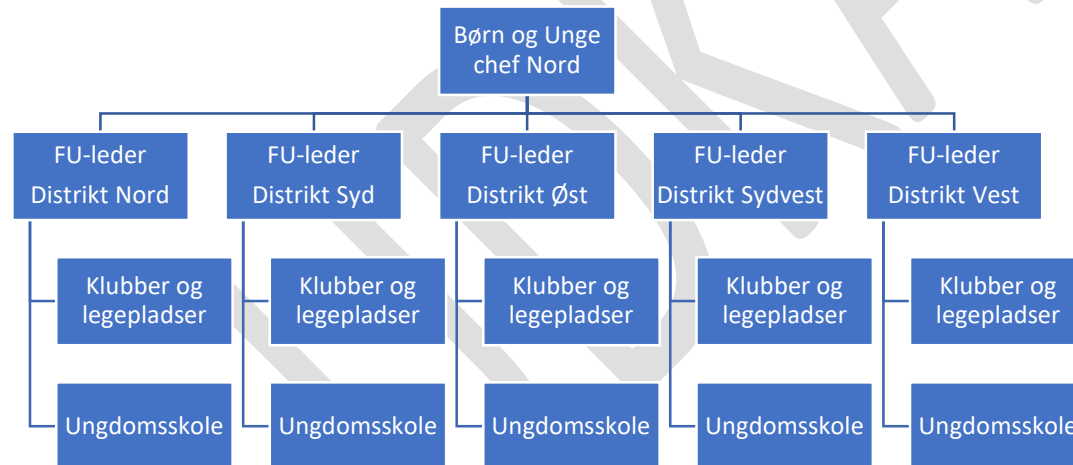 Børn og Unge
chef Nord
FU-leder
Distrikt Nord
FU-leder
Distrikt Syd
FU-leder
Distrikt Øst
FU-leder
Distrikt Sydvest
FU-leder
Distrikt Vest
Klubber og
legepladser
Klubber og
legepladser
Klubber og
legepladser
Klubber og
legepladser
Klubber og
legepladser
Ungdomsskole
Ungdomsskole
Ungdomsskole
Ungdomsskole
Ungdomsskole